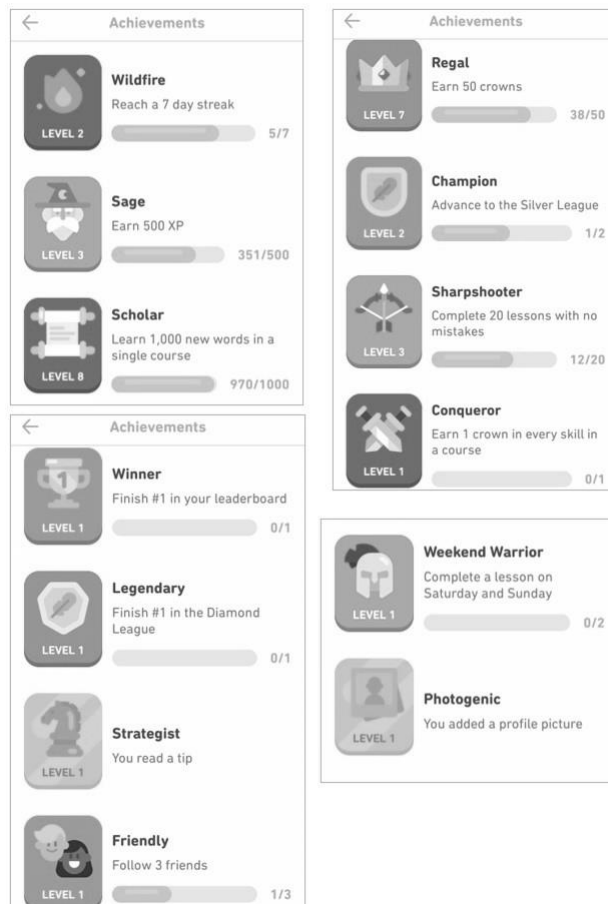 Achievements
Wildfire
Reach a 7 day streak
LEVEL 2
5/7
Sage
Earn 500 XP
LEVEL 3
351/500
Scholar
Learn 1,000 new words in a
single course
LEVEL 8
970/1000
Achievements
Winner
1
Finish #1 in your leaderboard
LEVEL 1
0/1
Legendary
Finish #1 in the Diamond
League
LEVEL 1
0/1
Strategist
You read a tip
LEVEL 1
Friendly
Follow 3 friends
LEVEL 1
1/3
Achievements
Regal
Earn 50 crowns
LEVEL 7
38/50
Champion
Advance to the Silver League
LEVEL 2
1/2
Sharpshooter
Complete 20 lessons with no
mistakes
LEVEL 3
12/20
Conqueror
Earn 1 crown in every skill in
a course
LEVEL 1
0/1
Weekend Warrior
Complete a lesson on
Saturday and Sunday
LEVEL 1
0/2
Photogenic
You added a profile picture
LEVEL 1